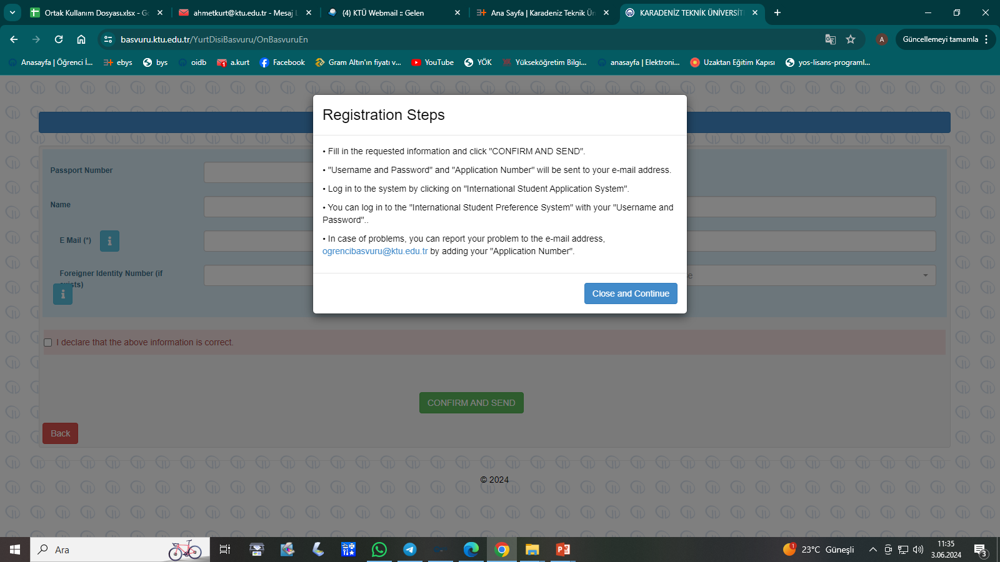 Ortak Kullanım Dosyası.xlsx - G
ahmetkurt@ktu.edu.tr - Mesaj
(4) KTÜ Webmail :: Gelen
Ana Sayfa | Karadeniz Teknik Ün
KARADENİZ TEKNİK ÜNİVERSİT
basvuru.ktu.edu.tr/YurtDisiBasvuru/OnBasvuruEn
A
Güncellemeyi tamamla
Anasayfa | Öğrenci İ...
ebys
bys
oidb
a.kurt
Facebook
Gram Altın'ın fiyatı v...
YouTube
YÖK
Yükseköğretim Bilgi...
anasayfa | Elektroni...
Uzaktan Eğitim Kapısı
yos-lisans-programl...
Registration Steps
• Fill in the requested information and click "CONFIRM AND SEND".
• "Username and Password" and "Application Number" will be sent to your e-mail address.
• Log in to the system by clicking on "International Student Application System".
• You can log in to the "International Student Preference System" with your "Username and
Password"..
• In case of problems, you can report your problem to the e-mail address,
ogrencibasvuru@ktu.edu.tr by adding your "Application Number".
Close and Continue
Passport Number
Name
E Mail (*)
Foreigner Identity Number (if
I declare that the above information is correct.
CONFIRM AND SEND
Back
© 2024
Ara
1
23°C Güneşli
11:35
3.06.2024
3